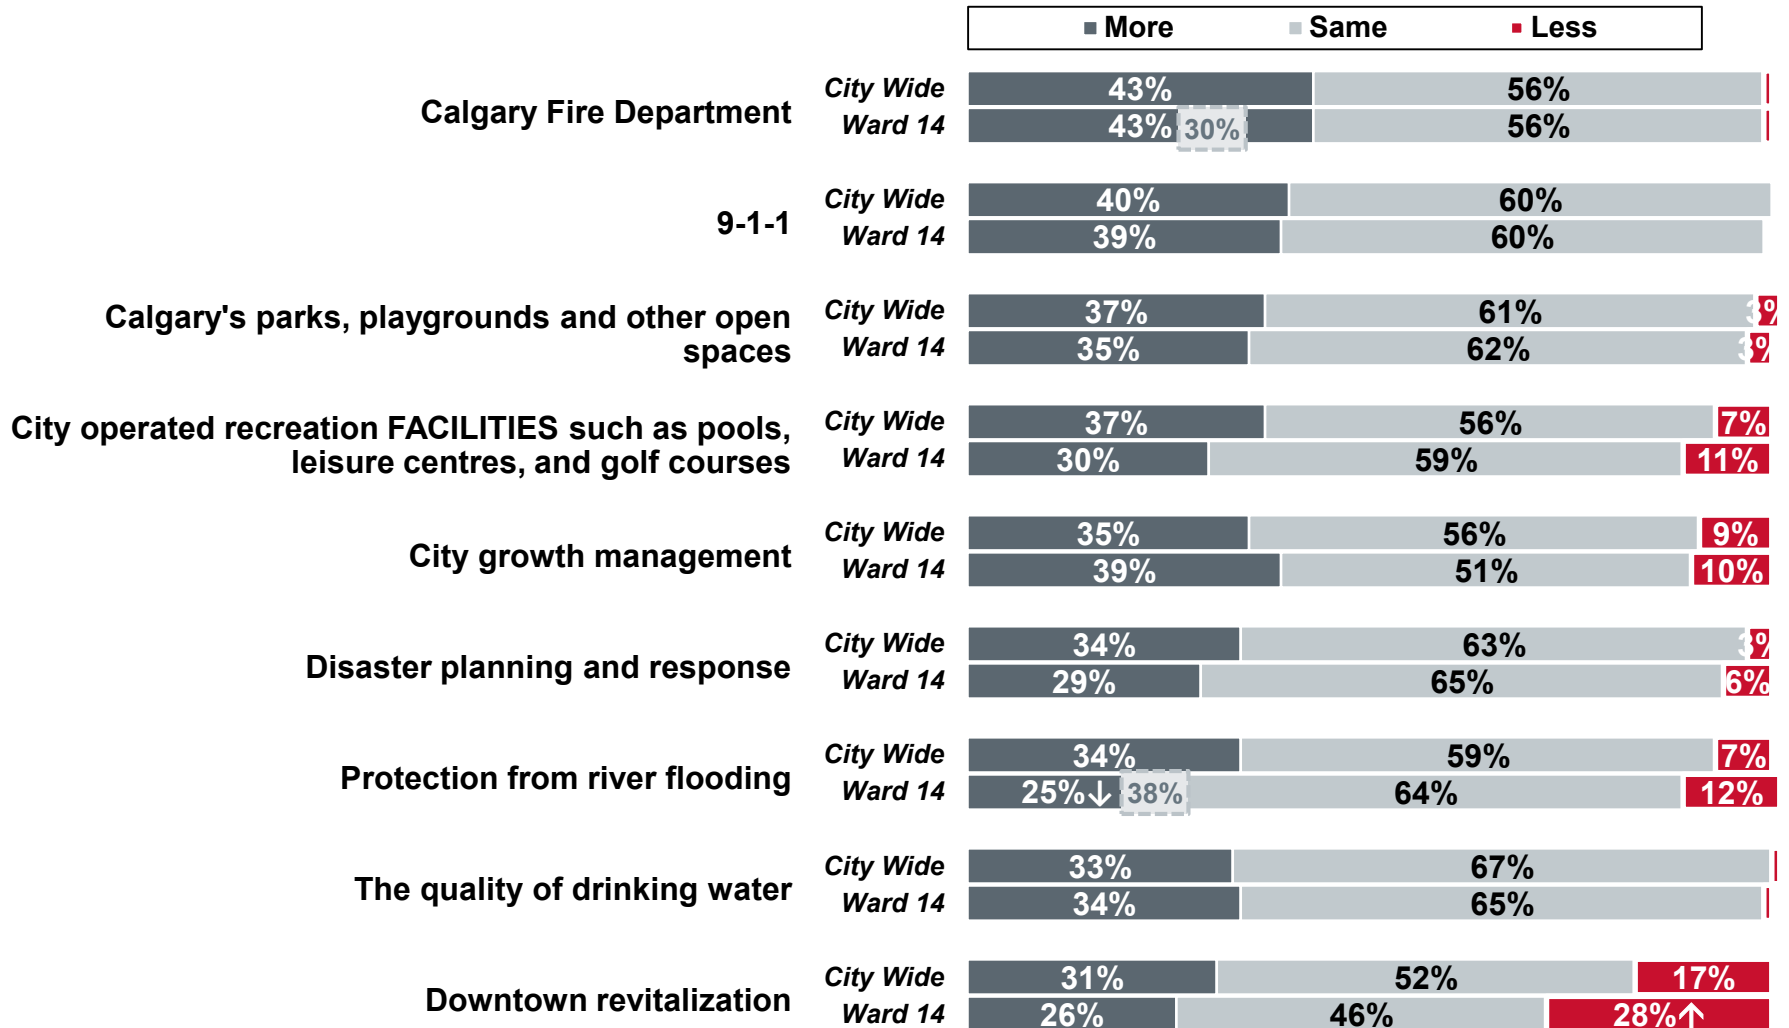 More Same Less
Calgary Fire Department
City Wide 43% 56%
Ward 14 43% 30% 56%
9-1-1
City Wide 40% 60%
Ward 14 39% 60%
Calgary's parks, playgrounds and other open
spaces
City Wide 37% 61% 3%
Ward 14 35% 62% 3%
City operated recreation FACILITIES such as pools,
leisure centres, and golf courses
City Wide 37% 56% 7%
Ward 14 30% 59% 11%
City growth management
City Wide 35% 56% 9%
Ward 14 39% 51% 10%
Disaster planning and response
City Wide 34% 63% 3%
Ward 14 29% 65% 6%
Protection from river flooding
City Wide 34% 59% 7%
Ward 14 25%↓ 38% 64% 12%
The quality of drinking water
City Wide 33% 67%
Ward 14 34% 65%
Downtown revitalization
City Wide 31% 52% 17%
Ward 14 26% 46% 28%↑